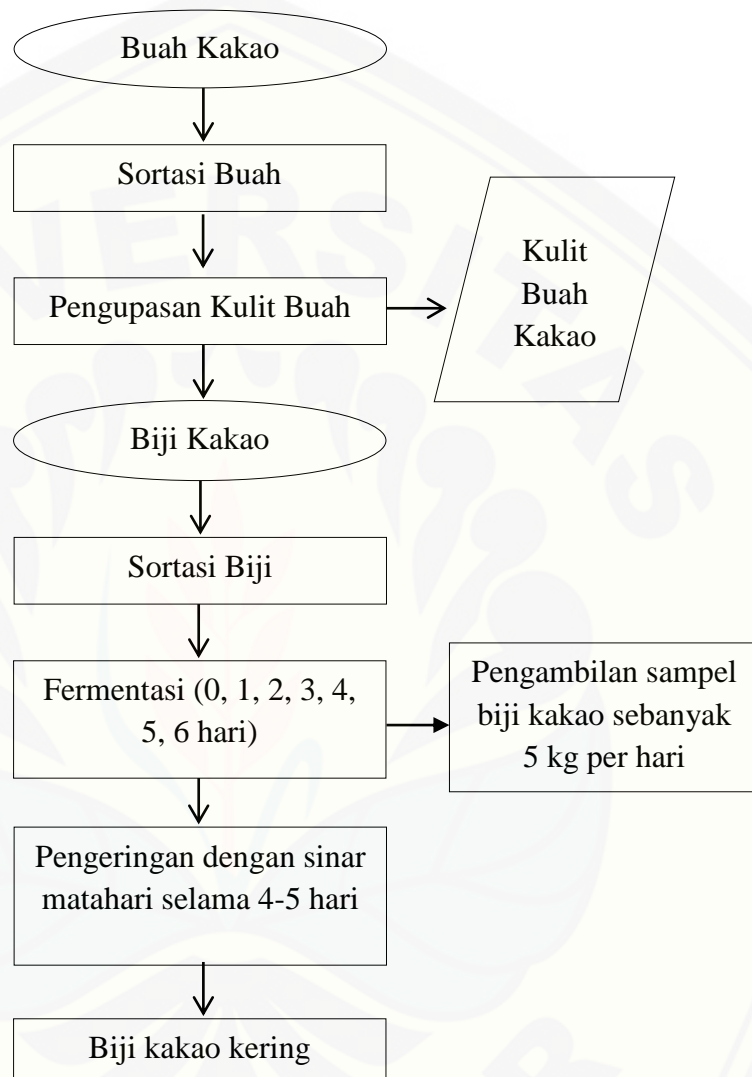 Buah Kakao
Sortasi Buah
Pengupasan Kulit Buah
Kulit
Buah
Kakao
Biji Kakao
Sortasi Biji
Fermentasi (0, 1, 2, 3, 4,
5, 6 hari)
Pengambilan sampel
biji kakao sebanyak
5 kg per hari
Pengeringan dengan sinar
matahari selama 4-5 hari
Biji kakao kering